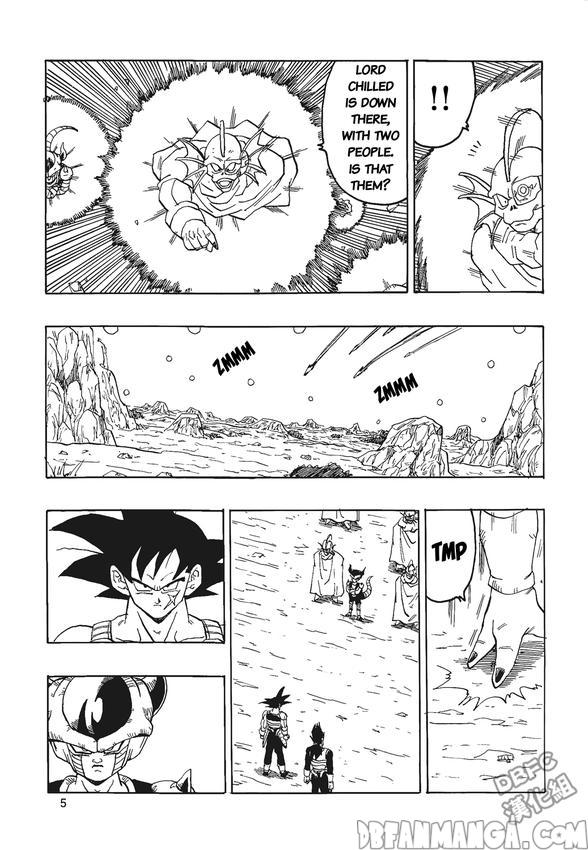 !!
LORD
CHILLED
IS DOWN
THERE,
WITH TWO
PEOPLE.
IS THAT
THEM?
ZMMM
ZMMM
TMP
5
DBFC
漢化組
DBFANMANGA.COM